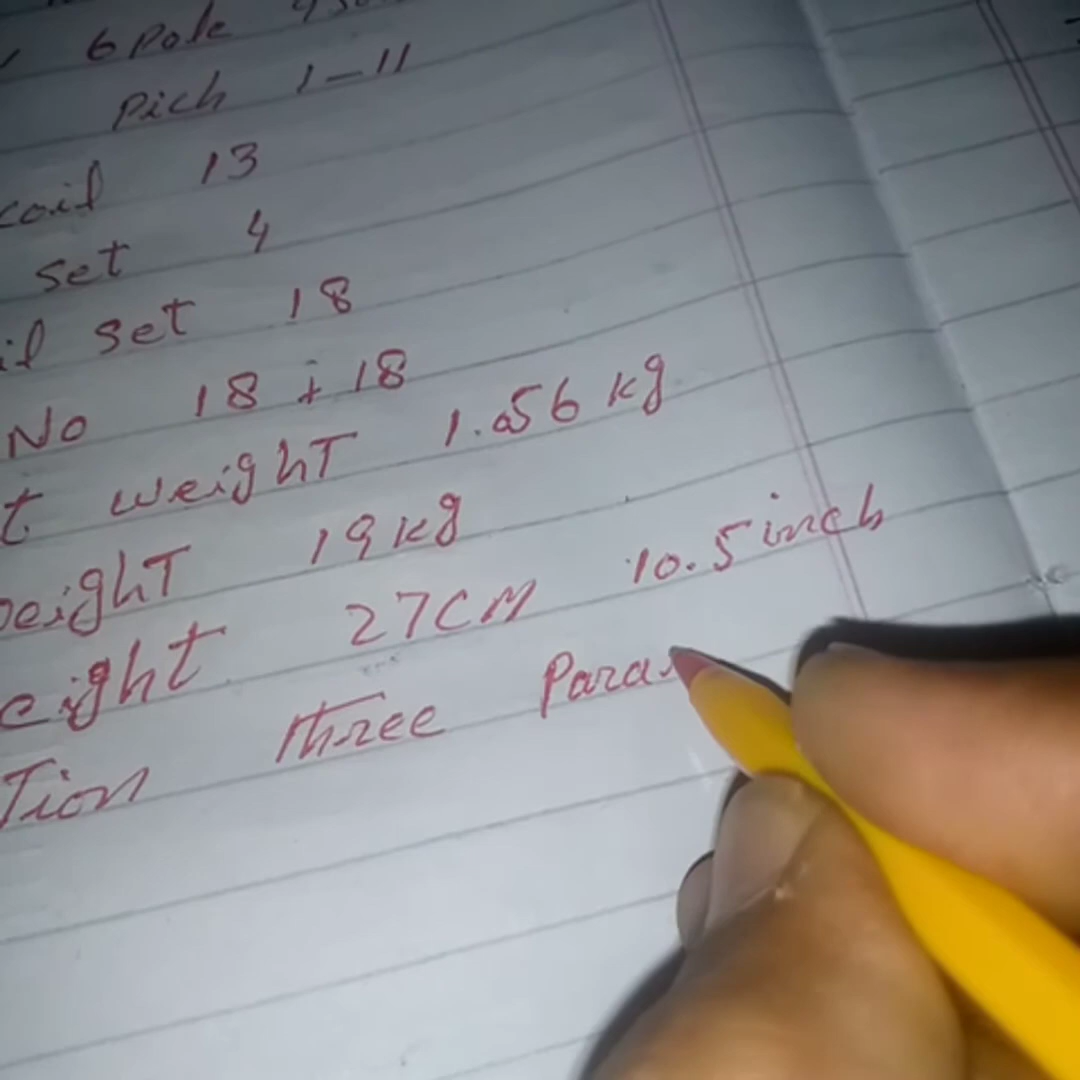 6 Pole
Pich 1-11
coil 13
set 4
il set 18
No 18 + 18
t weight 1.056 kg
eight 19 kg
eight 27CM 10.5 inch
Tion three Para